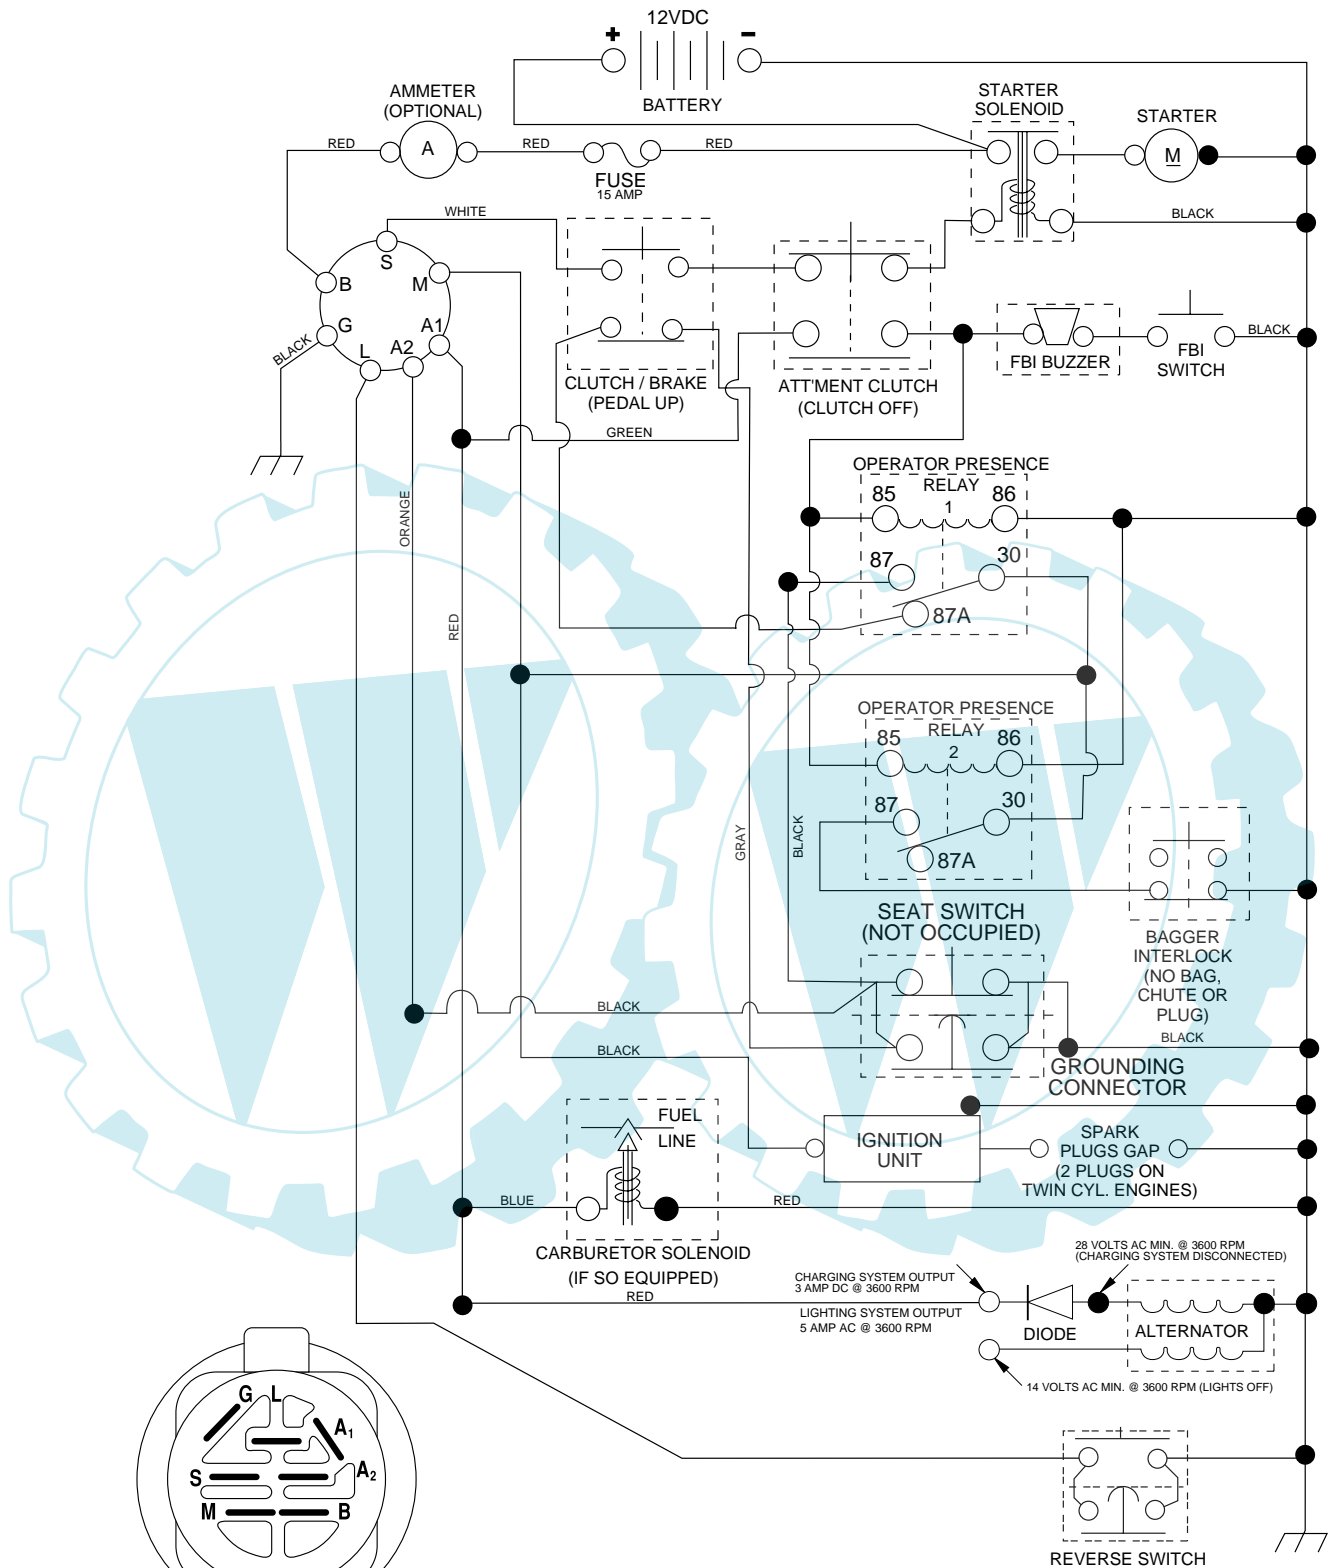 12VDC
+ −
BATTERY
AMMETER
(OPTIONAL)
A
RED
RED
RED
FUSE
15 AMP
STARTER
SOLENOID
STARTER
M
WHITE
BLACK
S
B
M
G
A1
A2
L
BLACK
CLUTCH / BRAKE
(PEDAL UP)
ATT'MENT CLUTCH
(CLUTCH OFF)
FBI BUZZER
FBI
SWITCH
BLACK
GREEN
ORANGE
RED
OPERATOR PRESENCE
RELAY
1
85
86
87
30
87A
OPERATOR PRESENCE
RELAY
2
85
86
87
30
87A
GRAY
BLACK
BAGGER
INTERLOCK
(NO BAG,
CHUTE OR
PLUG)
SEAT SWITCH
(NOT OCCUPIED)
BLACK
BLACK
BLACK
GROUNDING
CONNECTOR
FUEL
LINE
IGNITION
UNIT
SPARK
PLUGS GAP
(2 PLUGS ON
TWIN CYL. ENGINES)
BLUE
RED
CARBURETOR SOLENOID
(IF SO EQUIPPED)
RED
28 VOLTS AC MIN. @ 3600 RPM
(CHARGING SYSTEM DISCONNECTED)
CHARGING SYSTEM OUTPUT
3 AMP DC @ 3600 RPM
LIGHTING SYSTEM OUTPUT
5 AMP AC @ 3600 RPM
DIODE
ALTERNATOR
14 VOLTS AC MIN. @ 3600 RPM (LIGHTS OFF)
G L
A1
S
A2
M
B
REVERSE SWITCH